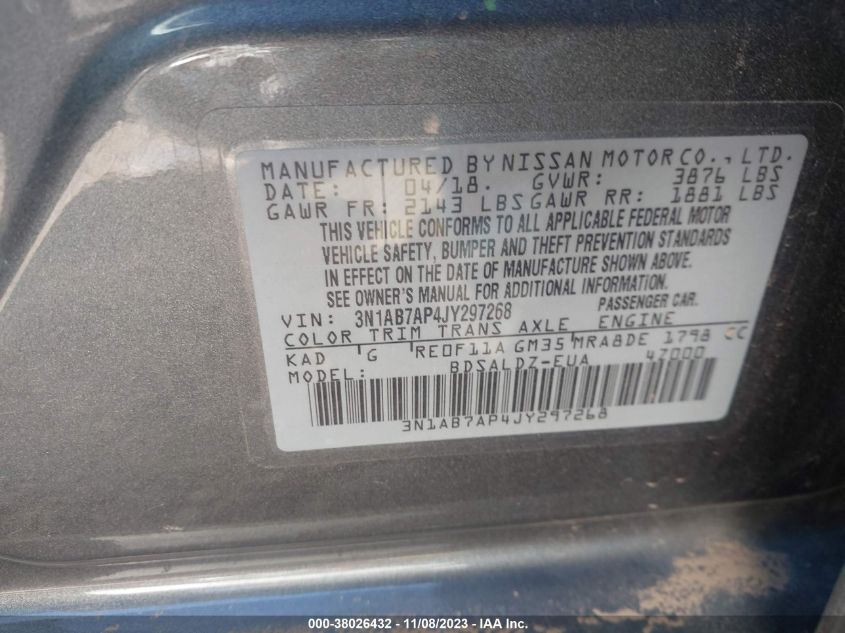 MANUFACTURED BY NISSAN MOTOR CO., LTD.
DATE: 04/18. GVWR: 3876 LBS
GAWR FR: 2143 LBS GAWR RR: 1881 LBS
THIS VEHICLE CONFORMS TO ALL APPLICABLE FEDERAL MOTOR
VEHICLE SAFETY, BUMPER AND THEFT PREVENTION STANDARDS
IN EFFECT ON THE DATE OF MANUFACTURE SHOWN ABOVE.
SEE OWNER'S MANUAL FOR ADDITIONAL INFORMATION.
VIN: 3N1AB7AP4JY297268 PASSENGER CAR.
COLOR TRIM TRANS AXLE ENGINE
KAD G RE0F11A GM35 MRA8DE 1798 CC
MODEL: BDSALDZ-EUA 4Z000
3N1AB7AP4JY297268
000-38026432 - 11/08/2023 - Copyright © IAA, Inc.